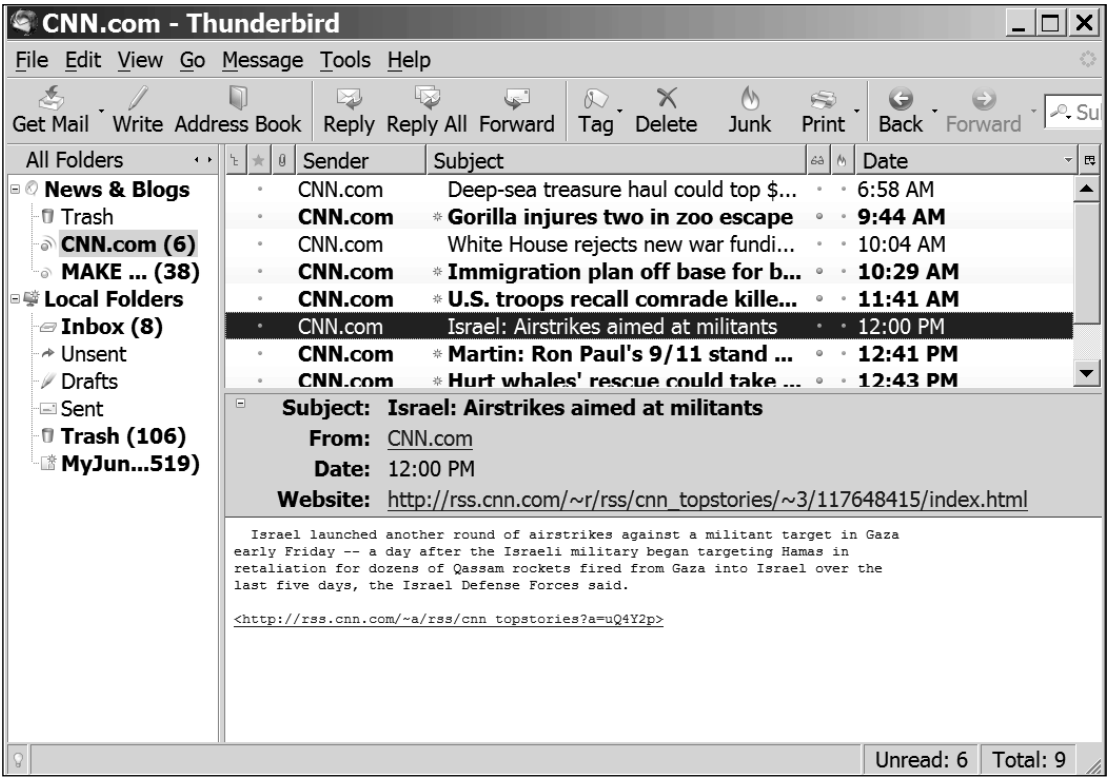 CNN.com - Thunderbird
File Edit View Go Message Tools Help
Get Mail Write Address Book Reply Reply All Forward Tag Delete Junk Print Back Forward Su
All Folders Sender Subject Date
News & Blogs
Trash
CNN.com (6)
MAKE ... (38)
Local Folders
Inbox (8)
Unsent
Drafts
Sent
Trash (106)
MyJun...519)
CNN.com Deep-sea treasure haul could top $... 6:58 AM
CNN.com Gorilla injures two in zoo escape 9:44 AM
CNN.com White House rejects new war fundi... 10:04 AM
CNN.com Immigration plan off base for b... 10:29 AM
CNN.com U.S. troops recall comrade kille... 11:41 AM
CNN.com Israel: Airstrikes aimed at militants 12:00 PM
CNN.com Martin: Ron Paul's 9/11 stand ... 12:41 PM
CNN.com Hurt whales' rescue could take ... 12:43 PM
Subject: Israel: Airstrikes aimed at militants
From: CNN.com
Date: 12:00 PM
Website: http://rss.cnn.com/~r/rss/cnn_topstories/~3/117648415/index.html
Israel launched another round of airstrikes against a militant target in Gaza
early Friday -- a day after the Israeli military began targeting Hamas in
retaliation for dozens of Qassam rockets fired from Gaza into Israel over the
last five days, the Israel Defense Forces said.
<http://rss.cnn.com/~a/rss/cnn_topstories?a=uQ4Y2p>
Unread: 6 Total: 9